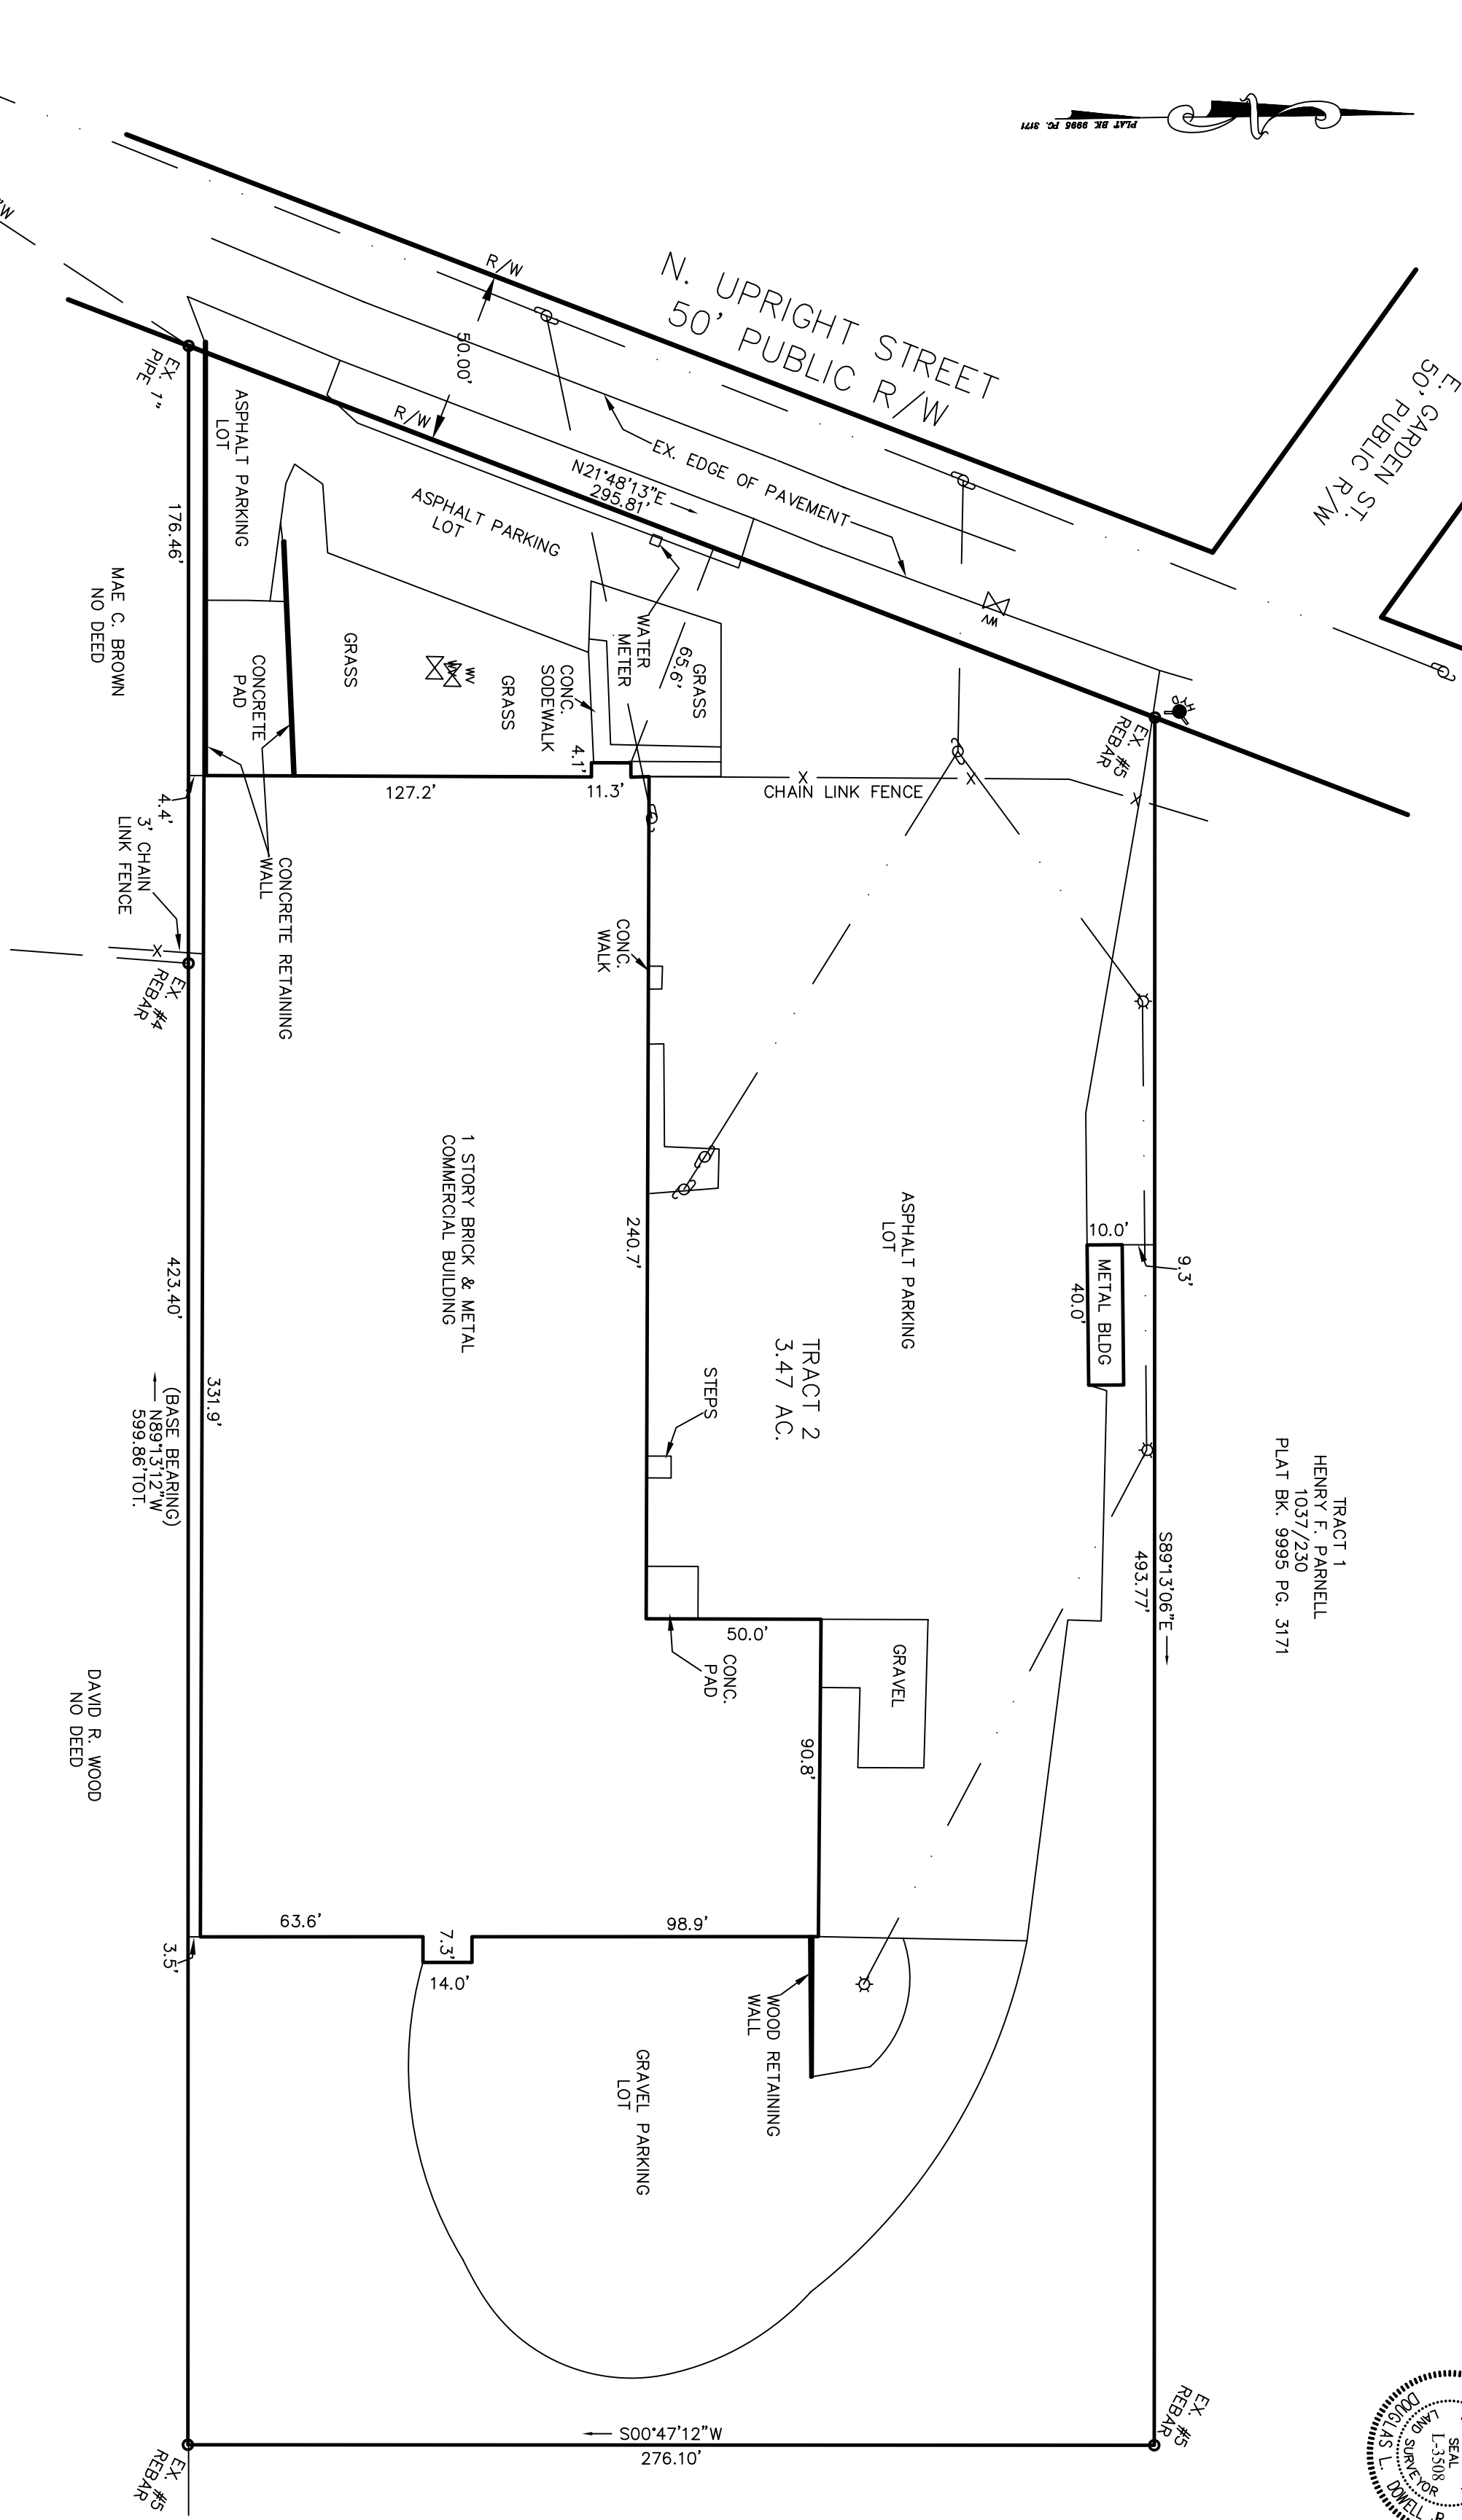 PLAT BK 9995 PG. 3171
N. UPRIGHT STREET
50' PUBLIC R/W
E. GARDEN ST.
50' PUBLIC R/W
R/W
50.00'
R/W
EX. EDGE OF PAVEMENT
N21°48'13"E
295.81'
EX.
PIPE 1"
ASPHALT PARKING
LOT
ASPHALT PARKING
LOT
176.46'
MAE C. BROWN
NO DEED
CONCRETE
PAD
GRASS
WV
WV
GRASS
CONC.
SODEWALK
WATER
METER
GRASS
65.6'
WV
HYD
EX.
REBAR #5
4.1'
127.2'
11.3'
X
CHAIN LINK FENCE
X
X
4.4'
3' CHAIN
LINK FENCE
X
CONCRETE RETAINING
WALL
EX.
REBAR #4
CONC.
WALK
1 STORY BRICK & METAL
COMMERCIAL BUILDING
240.7'
ASPHALT PARKING
LOT
10.0'
METAL BLDG
40.0'
9.3'
TRACT 2
3.47 AC.
STEPS
423.40'
331.9'
(BASE BEARING)
N89°13'12"W
599.86'TOT.
TRACT 1
HENRY F. PARNELL
1037/230
PLAT BK. 9995 PG. 3171
S89°13'06"E
493.77'
50.0'
CONC.
PAD
GRAVEL
90.8'
DAVID R. WOOD
NO DEED
63.6'
7.3'
14.0'
98.9'
3.5'
WOOD RETAINING
WALL
GRAVEL PARKING
LOT
S00°47'12"W
276.10'
EX.
REBAR #5
EX.
REBAR #5
SEAL
L-3508
LAND SURVEYOR
DOUGLAS L. DOWELL